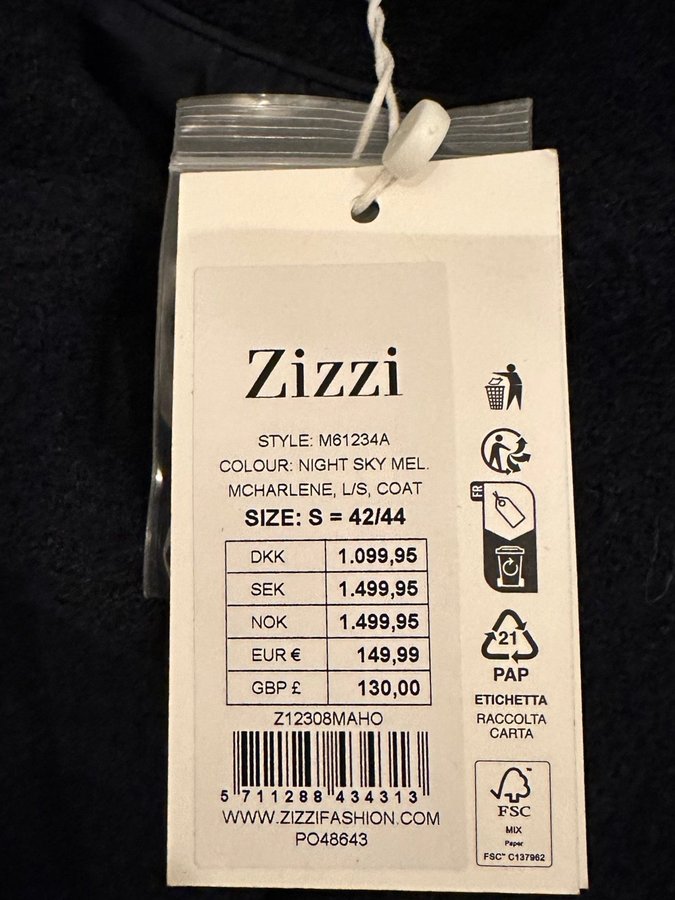 Zizzi
STYLE: M61234A
COLOUR: NIGHT SKY MEL.
MCHARLENE, L/S, COAT
SIZE: S = 42/44
DKK 1.099,95
SEK 1.499,95
NOK 1.499,95
EUR € 149,99
GBP £ 130,00
Z12308MAHO
5 711288 434313
WWW.ZIZZIFASHION.COM
PO48643
FR
21
PAP
ETICHETTA
RACCOLTA
CARTA
FSC
MIX
Paper
FSC™ C137962